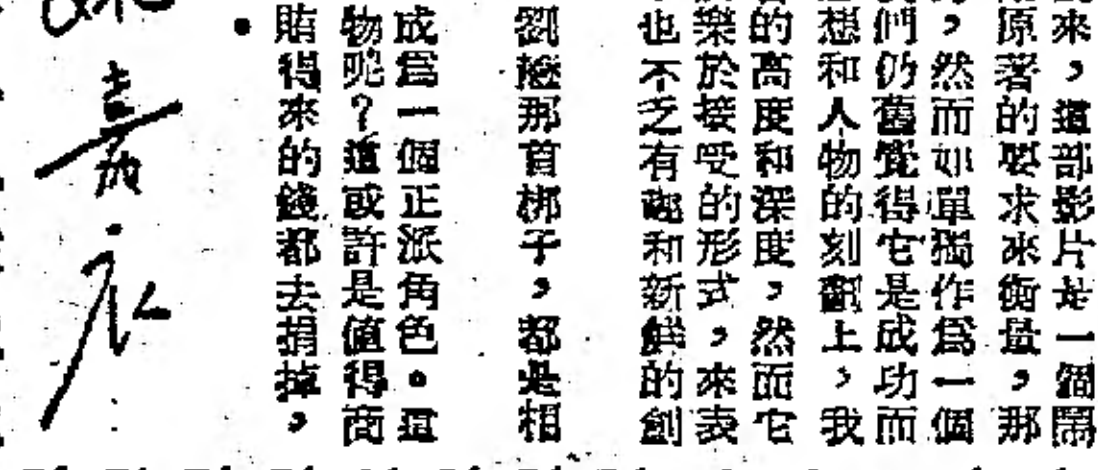 來，這部影片是一個鬧
原著的要求來衡量，那
，然而如單獨作爲一個
們仍舊覺得它是成功而
想和人物的刻劃上，我
的高度和深度，然而它
樂於接受的形式，來表
也不乏有趣和新鮮的創
劉撼那首梆子，都是相
成爲一個正派角色。這
物呢？這或許是值得商
賭得來的錢都去捐掉，
。
嘉